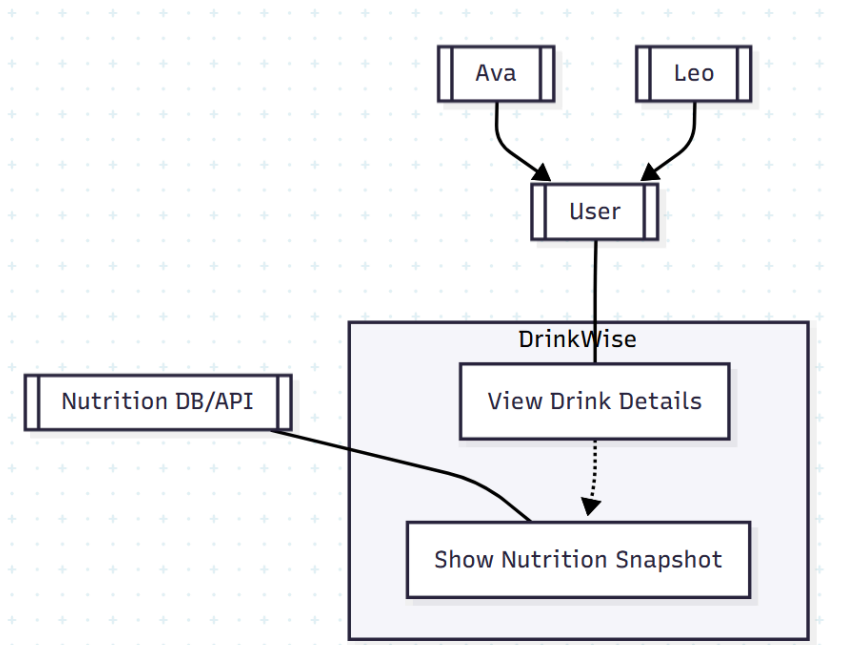 Ava
Leo
User
DrinkWise
Nutrition DB/API
View Drink Details
Show Nutrition Snapshot